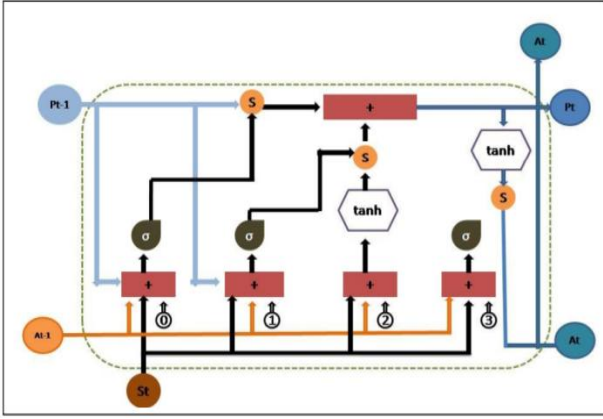 At
Pt-1
S
+
Pt
tanh
S
tanh
S
σ
σ
σ
+
+
+
+
0
1
2
3
At-1
At
St